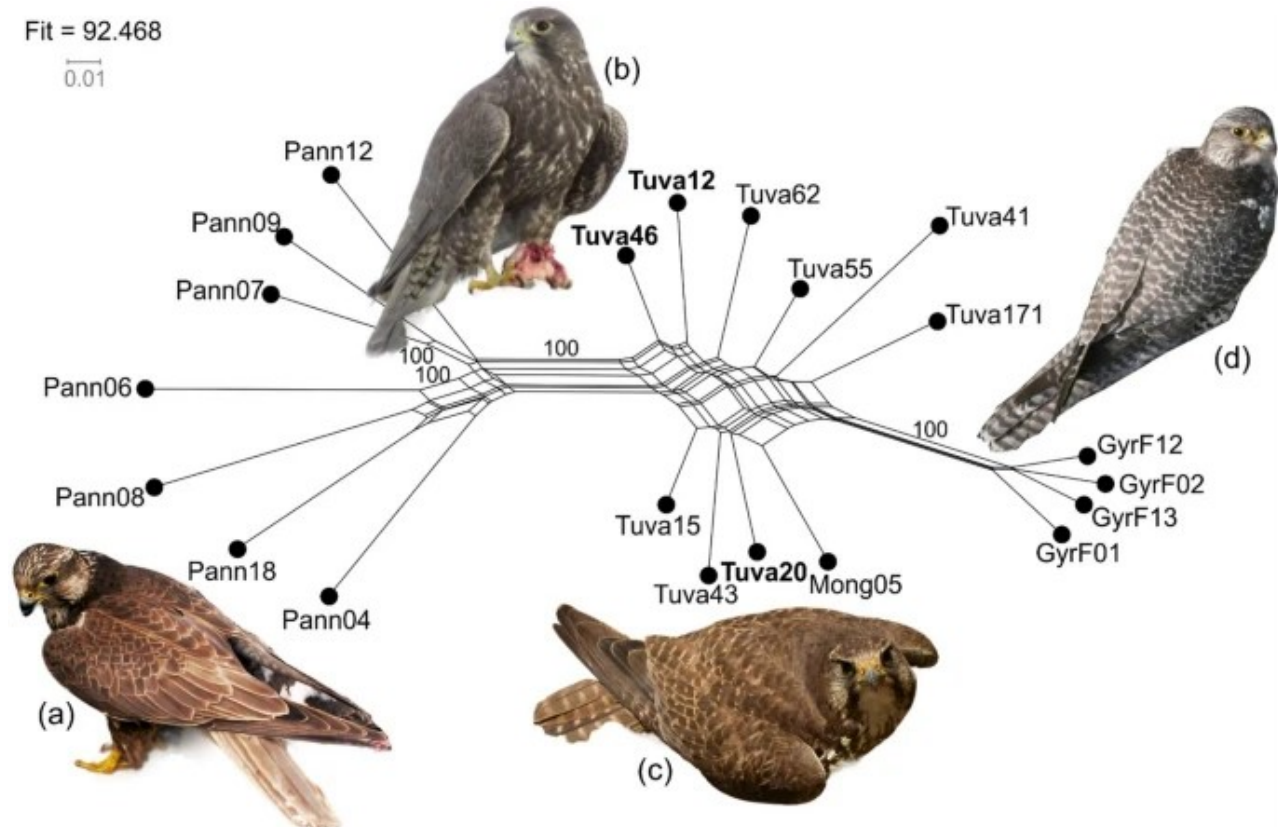 Fit = 92.468
0.01
(b)
Pann12
Tuva12
Tuva62
Tuva41
Pann09
Tuva46
Tuva55
Pann07
Tuva171
100
100
100
(d)
Pann06
100
GyrF12
Pann08
GyrF02
GyrF13
Tuva15
GyrF01
Pann18
Tuva20
Mong05
Tuva43
Pann04
(a)
(c)